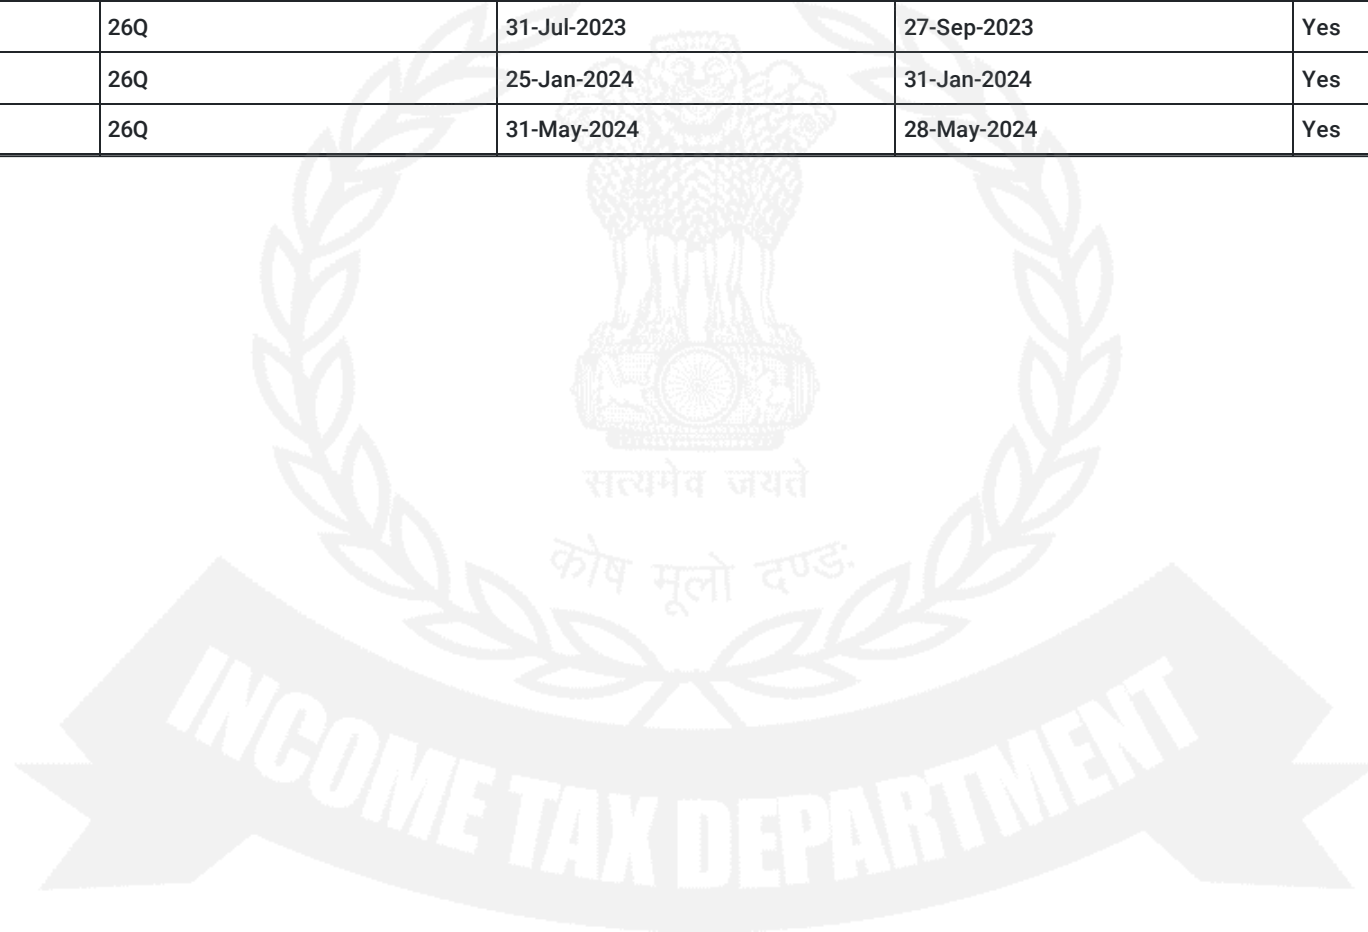 26Q 31-Jul-2023 27-Sep-2023 Yes
26Q 25-Jan-2024 31-Jan-2024 Yes
26Q 31-May-2024 28-May-2024 Yes
सत्यमेव जयते
कोष मूलो दण्डः
INCOME TAX DEPARTMENT